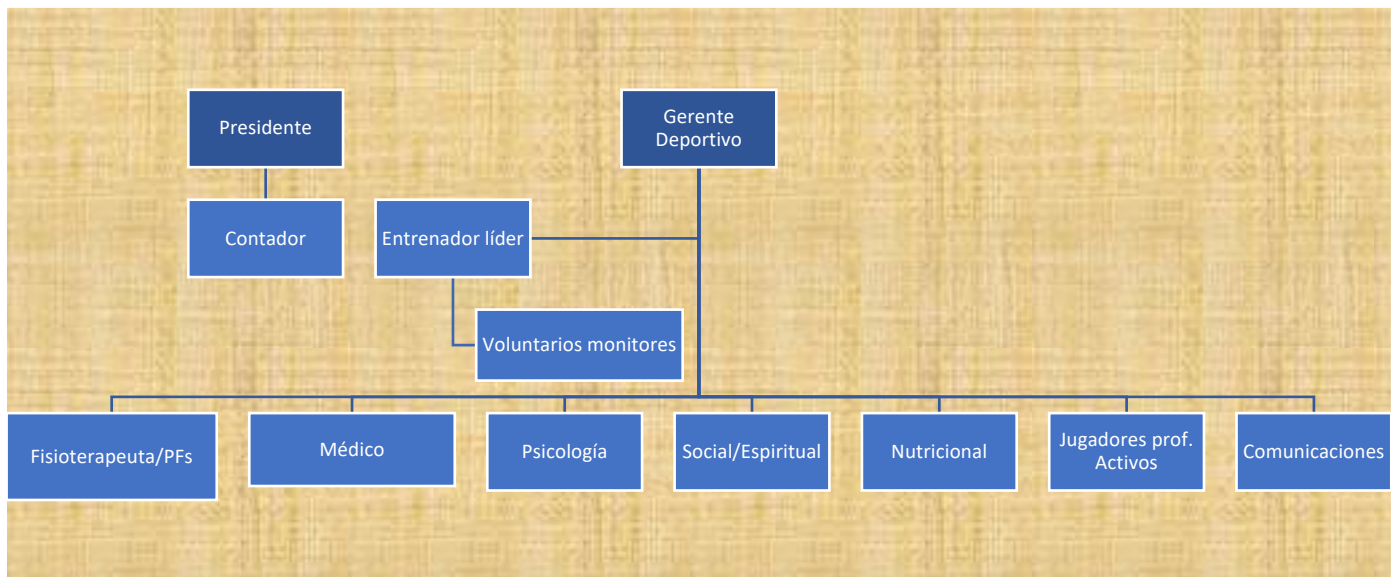 Presidente
Gerente
Deportivo
Contador
Entrenador líder
Voluntarios monitores
Fisioterapeuta/PFs
Médico
Psicología
Social/Espiritual
Nutricional
Jugadores prof.
Activos
Comunicaciones